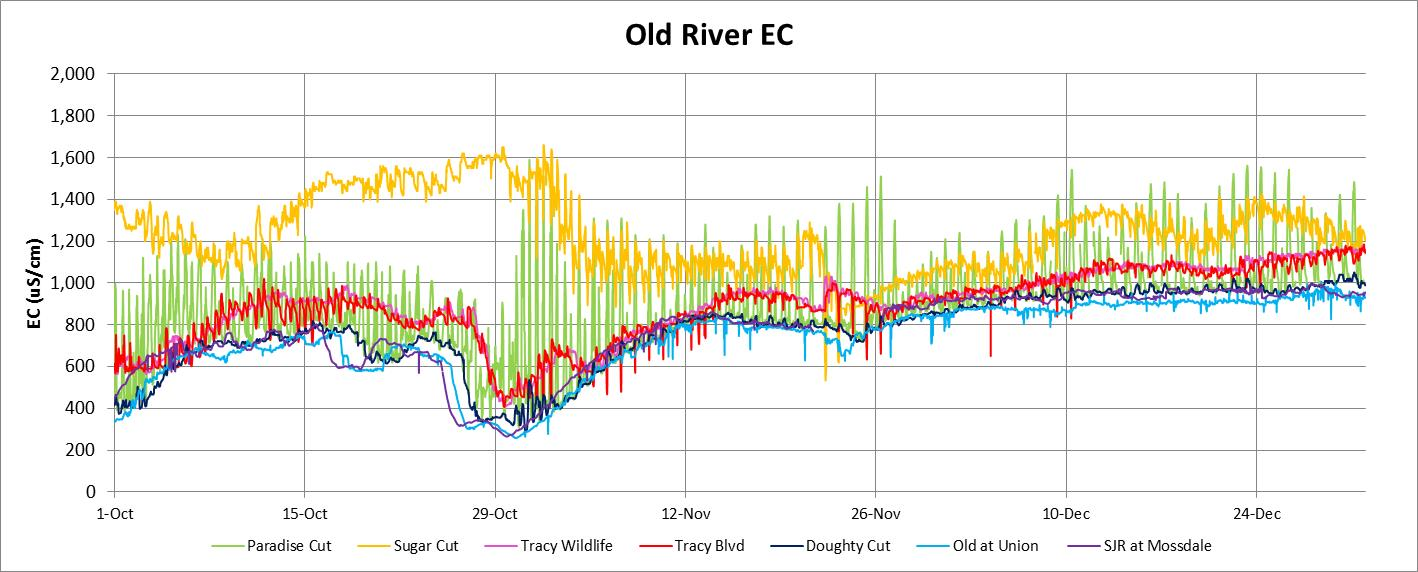 Old River EC
2,000
1,800
1,600
1,400
1,200
1,000
800
600
400
200
0
EC (uS/cm)
1-Oct 15-Oct 29-Oct 12-Nov 26-Nov 10-Dec 24-Dec
Paradise Cut Sugar Cut Tracy Wildlife Tracy Blvd Doughty Cut Old at Union SJR at Mossdale